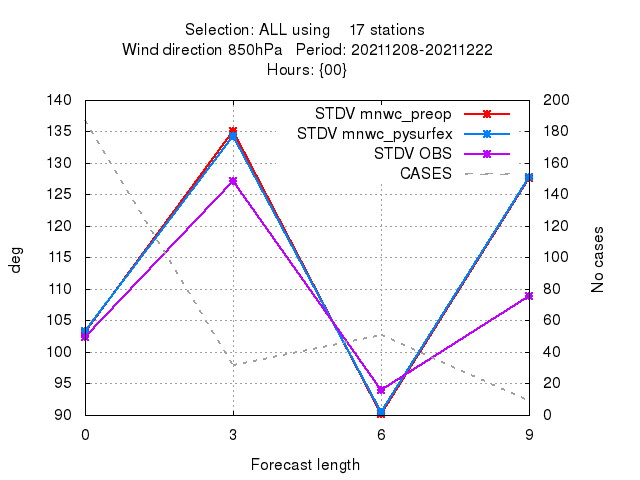 Selection: ALL using    17 stations
Wind direction 850hPa   Period: 20211208-20211222
Hours: {00}
140
135
130
125
120
115
110
105
100
95
90
200
180
160
140
120
100
80
60
40
20
0
STDV mnwc_preop
STDV mnwc_pysurfex
STDV OBS
CASES
deg
No cases
0
3
6
9
Forecast length